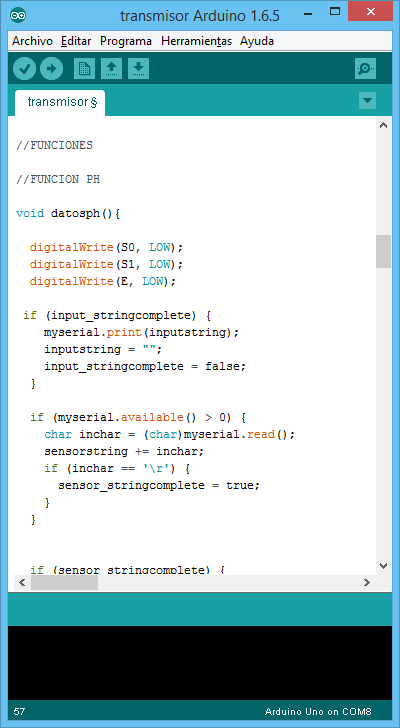 transmisor Arduino 1.6.5
Archivo Editar Programa Herramientas Ayuda
transmisor §
//FUNCIONES
//FUNCION PH
void datosph(){
digitalWrite(S0, LOW);
digitalWrite(S1, LOW);
digitalWrite(E, LOW);
if (input_stringcomplete) {
myserial.print(inputstring);
inputstring = "";
input_stringcomplete = false;
}
if (myserial.available() > 0) {
char inchar = (char)myserial.read();
sensorstring += inchar;
if (inchar == '\r') {
sensor_stringcomplete = true;
}
}
if (sensor_stringcomplete) {
57
Arduino Uno on COM8